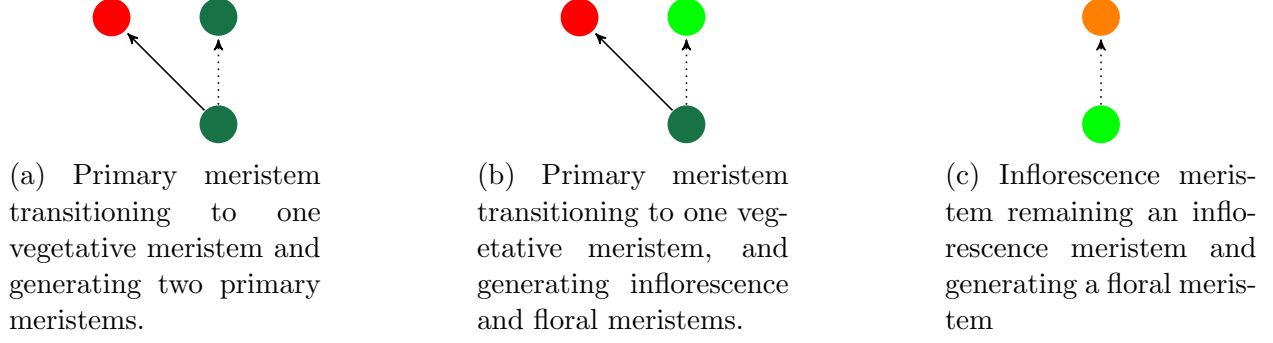 (a) Primary meristem
transitioning to one
vegetative meristem and
generating two primary
meristems.
(b) Primary meristem
transitioning to one veg-
etative meristem, and
generating inflorescence
and floral meristems.
(c) Inflorescence meris-
tem remaining an inflo-
rescence meristem and
generating a floral meris-
tem